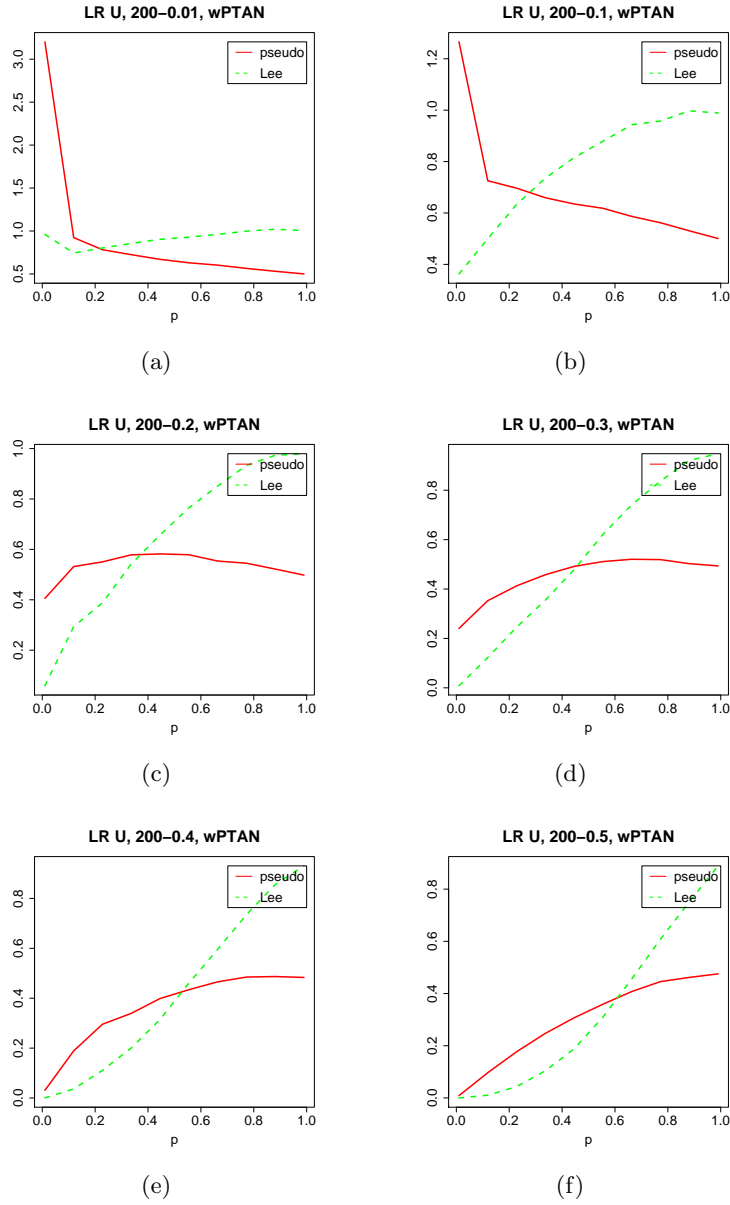 LR U, 200−0.01, wPTAN
pseudo
Lee
0.5 1.0 1.5 2.0 2.5 3.0
0.0 0.2 0.4 0.6 0.8 1.0
p
(a)
LR U, 200−0.1, wPTAN
pseudo
Lee
0.4 0.6 0.8 1.0 1.2
0.0 0.2 0.4 0.6 0.8 1.0
p
(b)
LR U, 200−0.2, wPTAN
pseudo
Lee
0.2 0.4 0.6 0.8 1.0
0.0 0.2 0.4 0.6 0.8 1.0
p
(c)
LR U, 200−0.3, wPTAN
pseudo
Lee
0.0 0.2 0.4 0.6 0.8
0.0 0.2 0.4 0.6 0.8 1.0
p
(d)
LR U, 200−0.4, wPTAN
pseudo
Lee
0.0 0.2 0.4 0.6 0.8
0.0 0.2 0.4 0.6 0.8 1.0
p
(e)
LR U, 200−0.5, wPTAN
pseudo
Lee
0.0 0.2 0.4 0.6 0.8
0.0 0.2 0.4 0.6 0.8 1.0
p
(f)